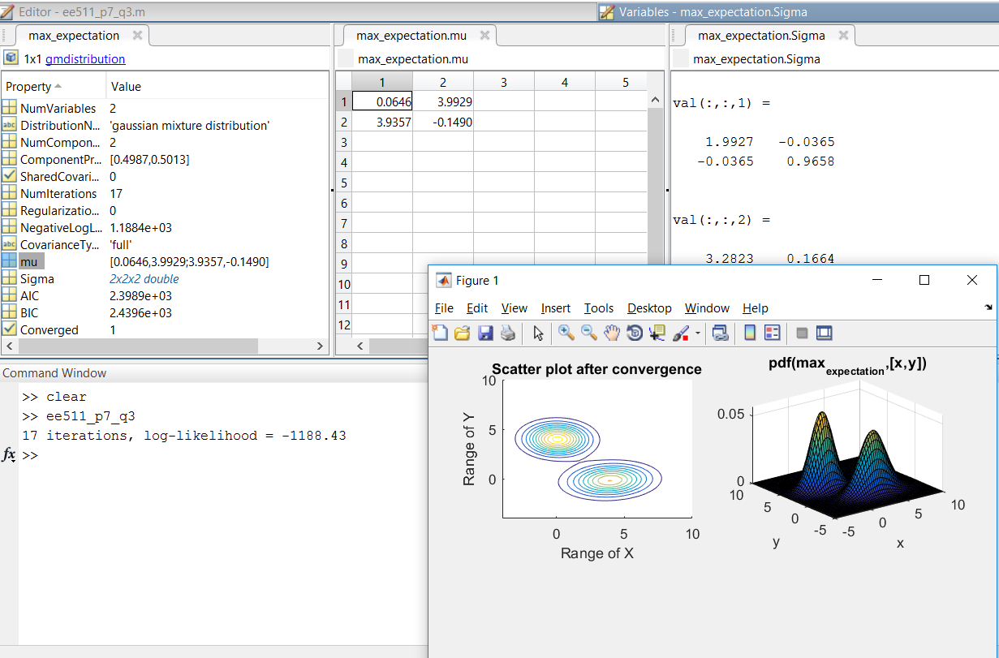 Editor - ee511_p7_q3.m
Variables - max_expectation.Sigma
max_expectation
1x1 gmdistribution
Property Value
NumVariables 2
abc DistributionN... 'gaussian mixture distribution'
NumCompon... 2
ComponentPr... [0.4987,0.5013]
SharedCovari... 0
NumIterations 17
Regularizatio... 0
NegativeLogL... 1.1884e+03
abc CovarianceTy... 'full'
mu [0.0646,3.9929;3.9357,-0.1490]
Sigma 2x2x2 double
AIC 2.3989e+03
BIC 2.4396e+03
Converged 1
max_expectation.mu
max_expectation.mu
1 2 3 4 5
1 0.0646 3.9929
2 3.9357 -0.1490
3
4
5
6
7
8
9
10
11
12
max_expectation.Sigma
max_expectation.Sigma
val(:,:,1) =
1.9927 -0.0365
-0.0365 0.9658
val(:,:,2) =
3.2823 0.1664
Command Window
>> clear
>> ee511_p7_q3
17 iterations, log-likelihood = -1188.43
fx >>
Figure 1
File Edit View Insert Tools Desktop Window Help
Scatter plot after convergence
10
5
0
Range of Y
0 5 10
Range of X
pdf(max_expectation,[x,y])
0.05
0
10
5
0
-5
y
-5
0
5
10
x